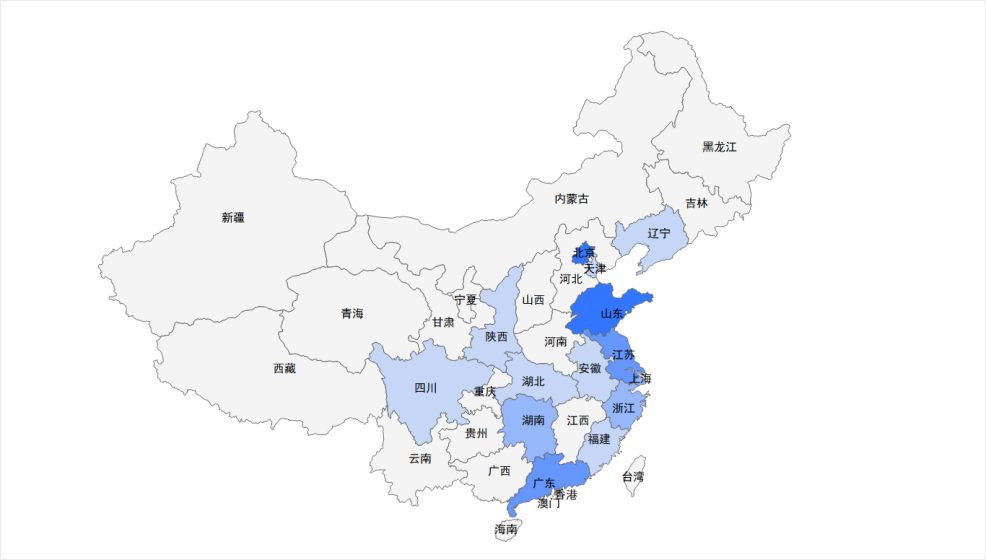 黑龙江
内蒙古
吉林
新疆
辽宁
北京
天津
河北
宁夏
山西
青海
山东
甘肃
陕西
河南
江苏
西藏
安徽
上海
湖北
四川
重庆
浙江
湖南
江西
贵州
福建
云南
广西
台湾
广东
香港
澳门
海南